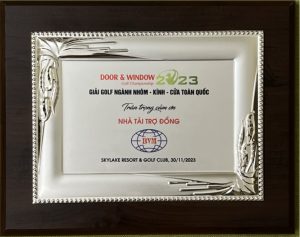 DOOR & WINDOW 2023
Golf Championship
GIẢI GOLF NGÀNH NHÔM - KÍNH - CỬA TOÀN QUỐC
Trân trọng cảm ơn
NHÀ TÀI TRỢ ĐỒNG
BVM
SKYLAKE RESORT & GOLF CLUB, 30/11/2023